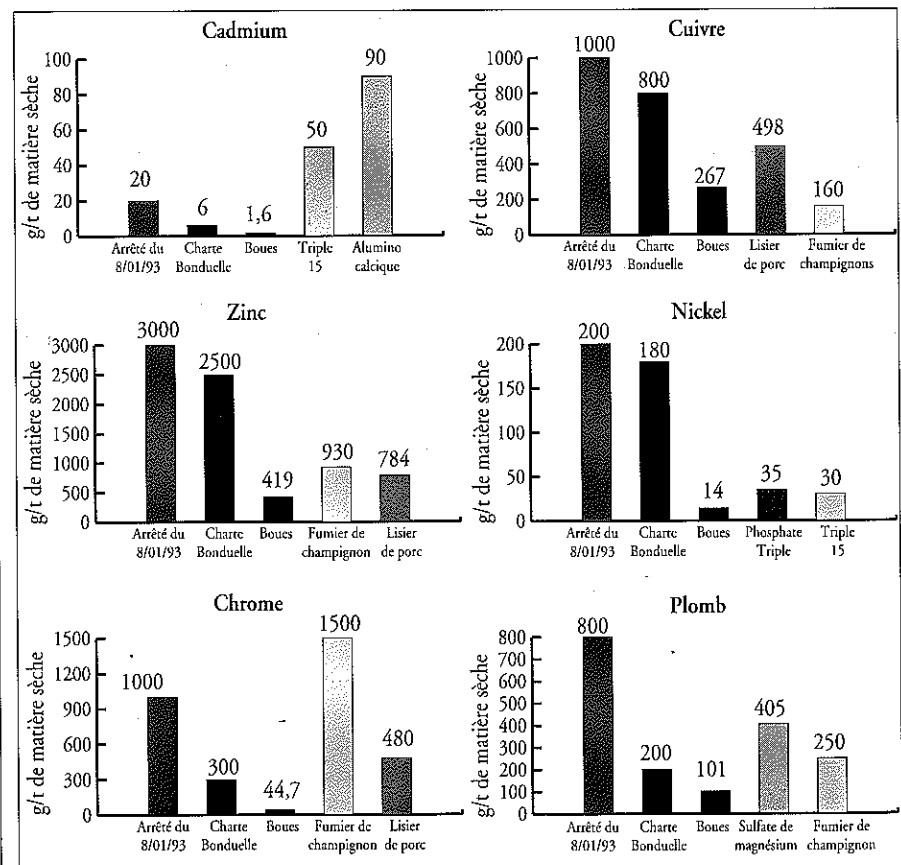 Cadmium
g/t de matière sèche
100
80
60
40
20
0
20
6
1,6
50
90
Arrêté du
8/01/93
Charte
Bonduelle
Boues
Triple
15
Alumino
calcique
Cuivre
g/t de matière sèche
1000
800
600
400
200
0
1000
800
267
498
160
Arrêté du
8/01/93
Charte
Bonduelle
Boues
Lisier
de porc
Fumier de
champignons
Zinc
g/t de matière sèche
3000
2500
2000
1500
1000
500
0
3000
2500
419
930
784
Arrêté du
8/01/93
Charte
Bonduelle
Boues
Fumier de
champignon
Lisier
de porc
Nickel
g/t de matière sèche
200
150
100
50
0
200
180
14
35
30
Arrêté du
8/01/93
Charte
Bonduelle
Boues
Phosphate
Triple
Triple
15
Chrome
g/t de matière sèche
1500
1200
900
600
300
0
1000
300
44,7
1500
480
Arrêté du
8/01/93
Charte
Bonduelle
Boues
Fumier de
champignon
Lisier
de porc
Plomb
g/t de matière sèche
800
700
600
500
400
300
200
100
0
800
200
101
405
250
Arrêté du
8/01/93
Charte
Bonduelle
Boues
Sulfate de
magnésium
Fumier de
champignon